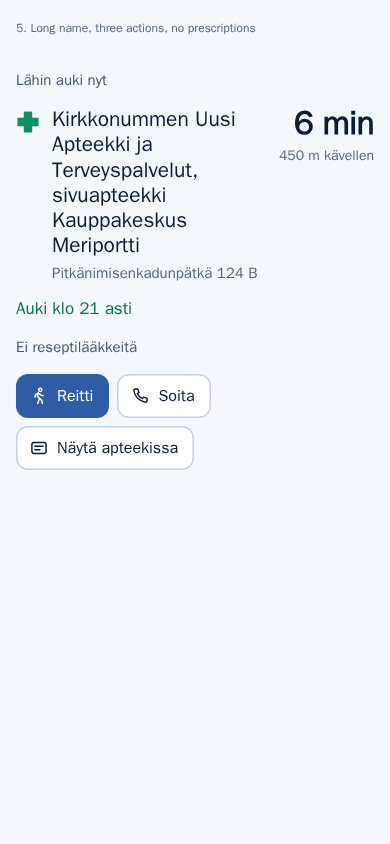 5. Long name, three actions, no prescriptions
Lähin auki nyt
Kirkkonummen Uusi
Apteekki ja
Terveyspalvelut,
sivuapteekki
Kauppakeskus
Meriportti
6 min
450 m kävellen
Pitkänimisenkadunpätkä 124 B
Auki klo 21 asti
Ei reseptilääkkeitä
Reitti
Soita
Näytä apteekissa